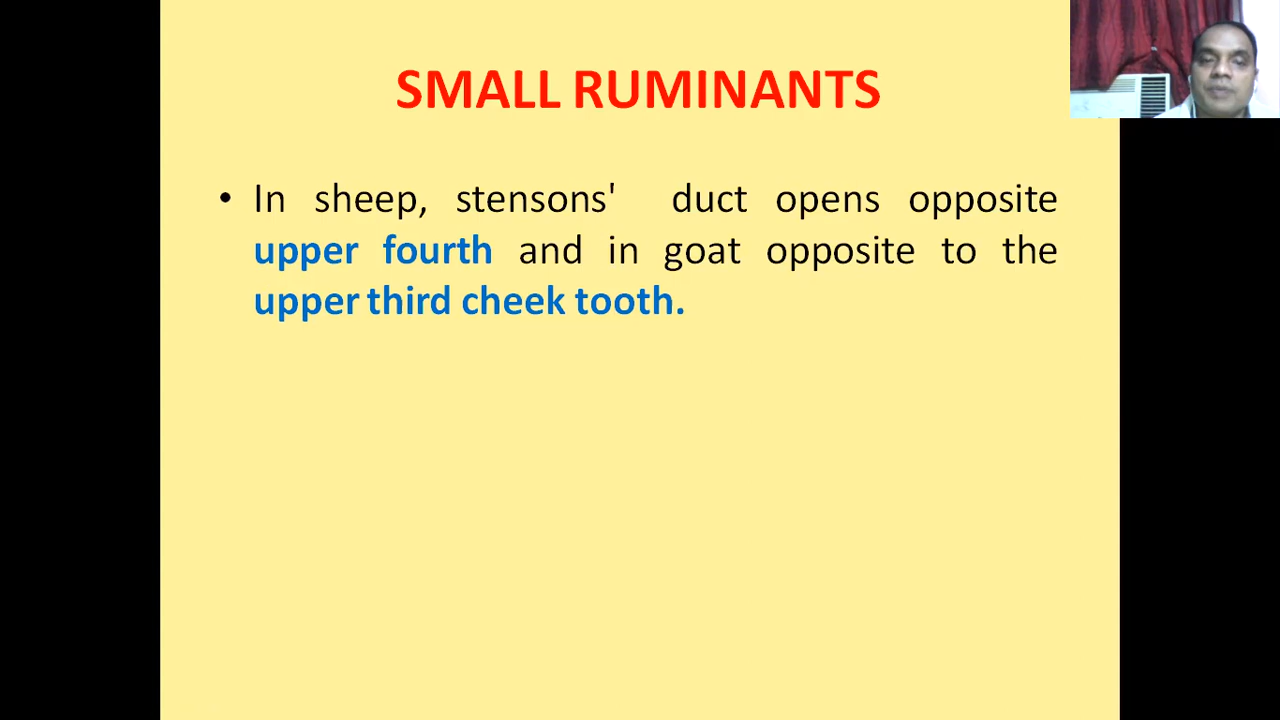 SMALL RUMINANTS
• In sheep, stensons' duct opens opposite
upper fourth and in goat opposite to the
upper third cheek tooth.